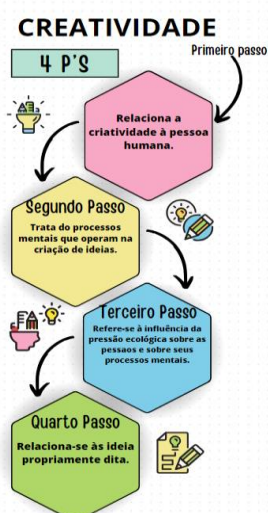 CREATIVIDADE
4 P'S
Primeiro passo
Relaciona a
criatividade à pessoa
humana.
Segundo Passo
Trata do processos
mentais que operam na
criação de ideias.
Terceiro Passo
Refere-se à influência da
pressão ecológica sobre as
pessaos e sobre seus
processos mentais.
Quarto Passo
Relaciona-se às ideia
propriamente dita.